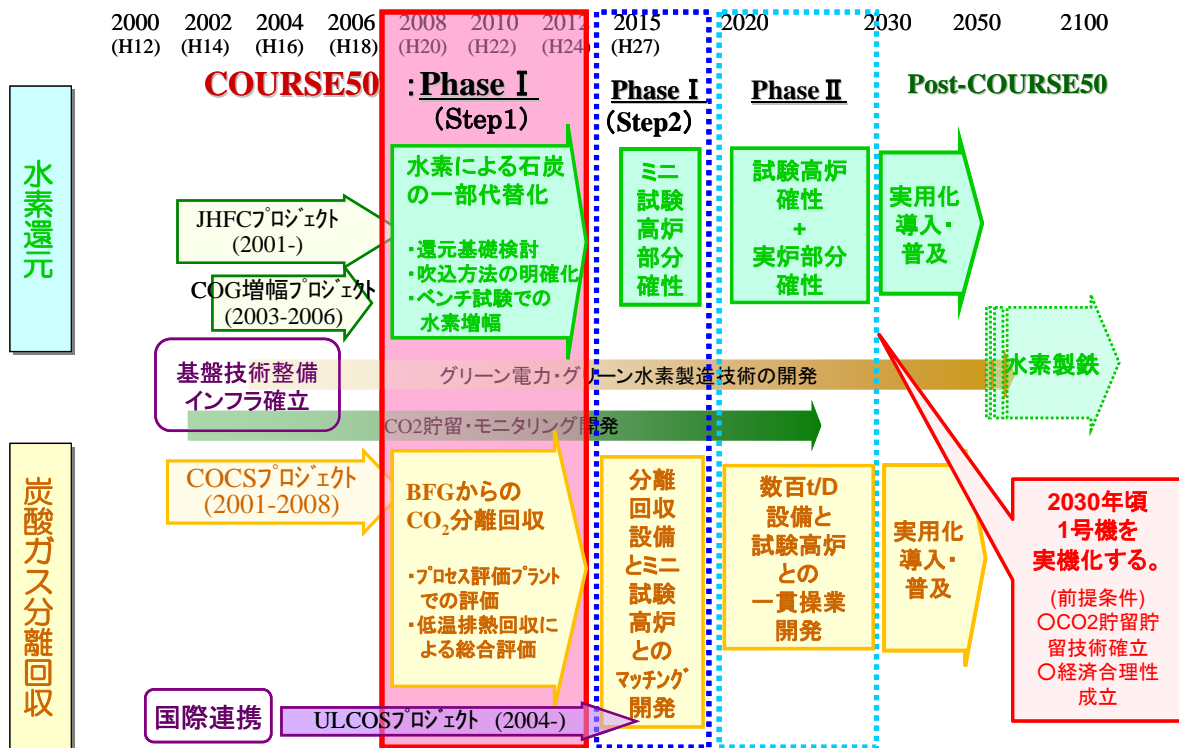 2000 2002 2004 2006 2008 2010 2012 2015 2020 2030 2050 2100
(H12) (H14) (H16) (H18) (H20) (H22) (H24) (H27)
COURSE50 :Phase Ⅰ Phase Ⅰ Phase Ⅱ Post-COURSE50
(Step1) (Step2)
水素還元
JHFCプロジェクト
(2001-)
COG増幅プロジェクト
(2003-2006)
水素による石炭
の一部代替化
・還元基礎検討
・吹込方法の明確化
・ベンチ試験での
水素増幅
ミニ
試験
高炉
部分
確性
試験高炉
確性
+
実炉部分
確性
実用化
導入・
普及
水素製鉄
基盤技術整備
インフラ確立
グリーン電力・グリーン水素製造技術の開発
CO2貯留・モニタリング開発
炭酸ガス分離回収
COCSプロジェクト
(2001-2008)
BFGからの
CO2分離回収
・プロセス評価プラント
での評価
・低温排熱回収に
よる総合評価
分離
回収
設備
とミニ
試験
高炉
との
マッチング
開発
数百t/D
設備と
試験高炉
との
一貫操業
開発
実用化
導入・
普及
2030年頃
1号機を
実機化する。
(前提条件)
〇CO2貯留貯
留技術確立
〇経済合理性
成立
国際連携
ULCOSプロジェクト (2004-)